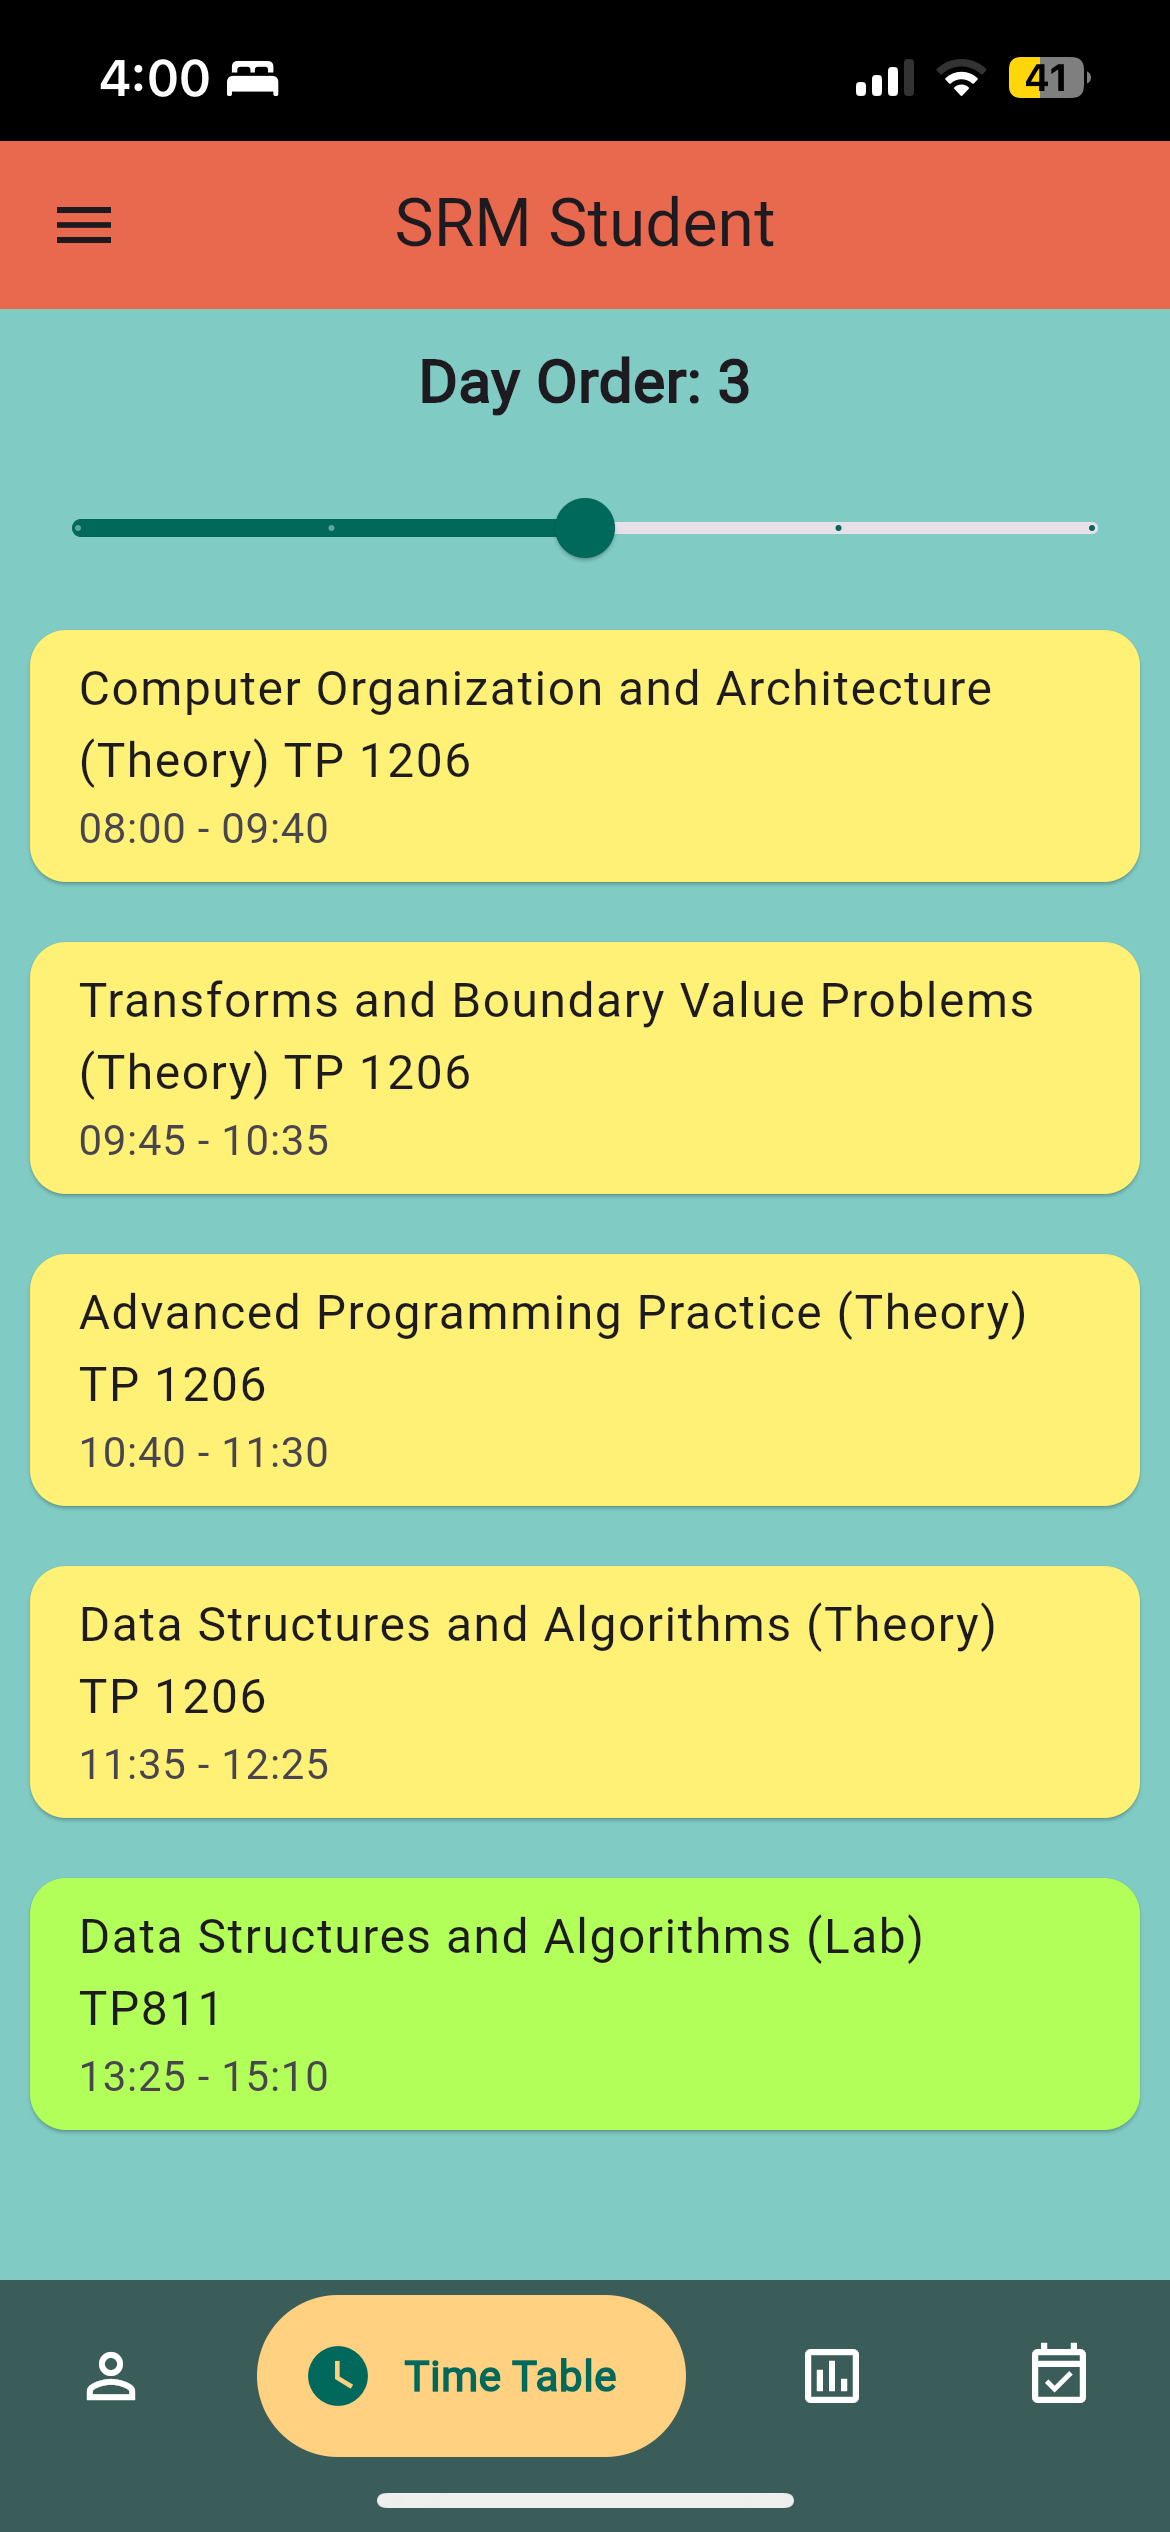 4:00
41
SRM Student
Day Order: 3
Computer Organization and Architecture
(Theory) TP 1206
08:00 - 09:40
Transforms and Boundary Value Problems
(Theory) TP 1206
09:45 - 10:35
Advanced Programming Practice (Theory)
TP 1206
10:40 - 11:30
Data Structures and Algorithms (Theory)
TP 1206
11:35 - 12:25
Data Structures and Algorithms (Lab)
TP811
13:25 - 15:10
Time Table